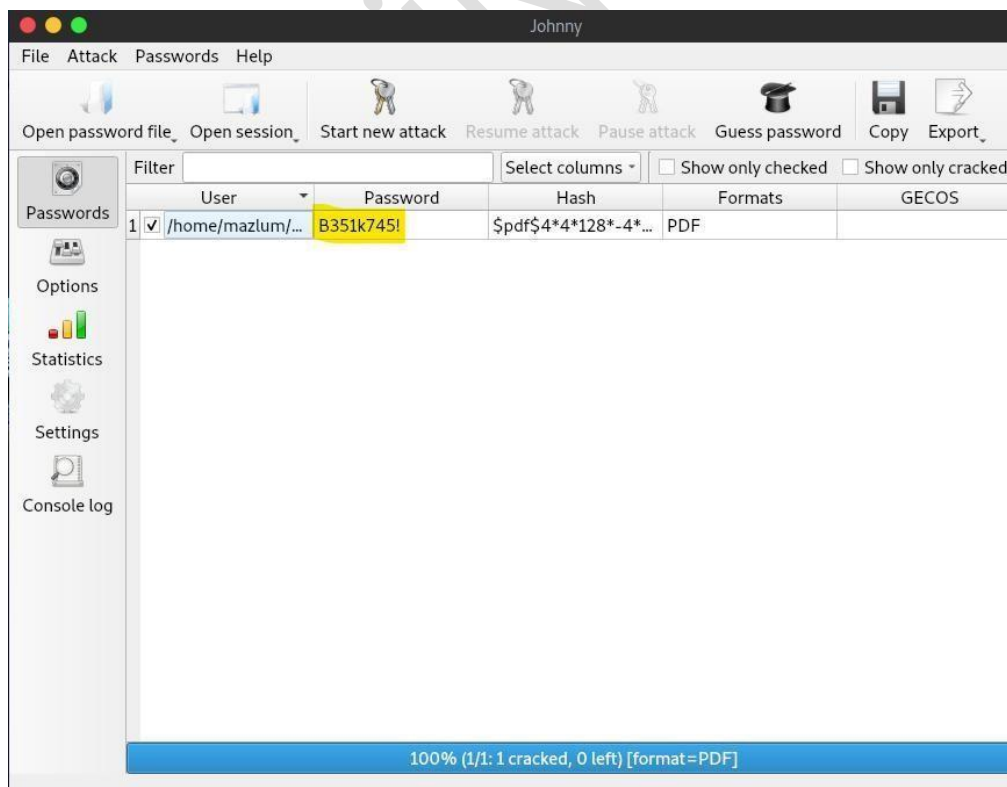 Johnny
File Attack Passwords Help
Open password file Open session Start new attack Resume attack Pause attack Guess password Copy Export
Filter Select columns Show only checked Show only cracked
User Password Hash Formats GECOS
1 /home/mazlum/... B351k745! $pdf$4*4*128*-4*... PDF
Passwords
Options
Statistics
Settings
Console log
100% (1/1: 1 cracked, 0 left) [format=PDF]